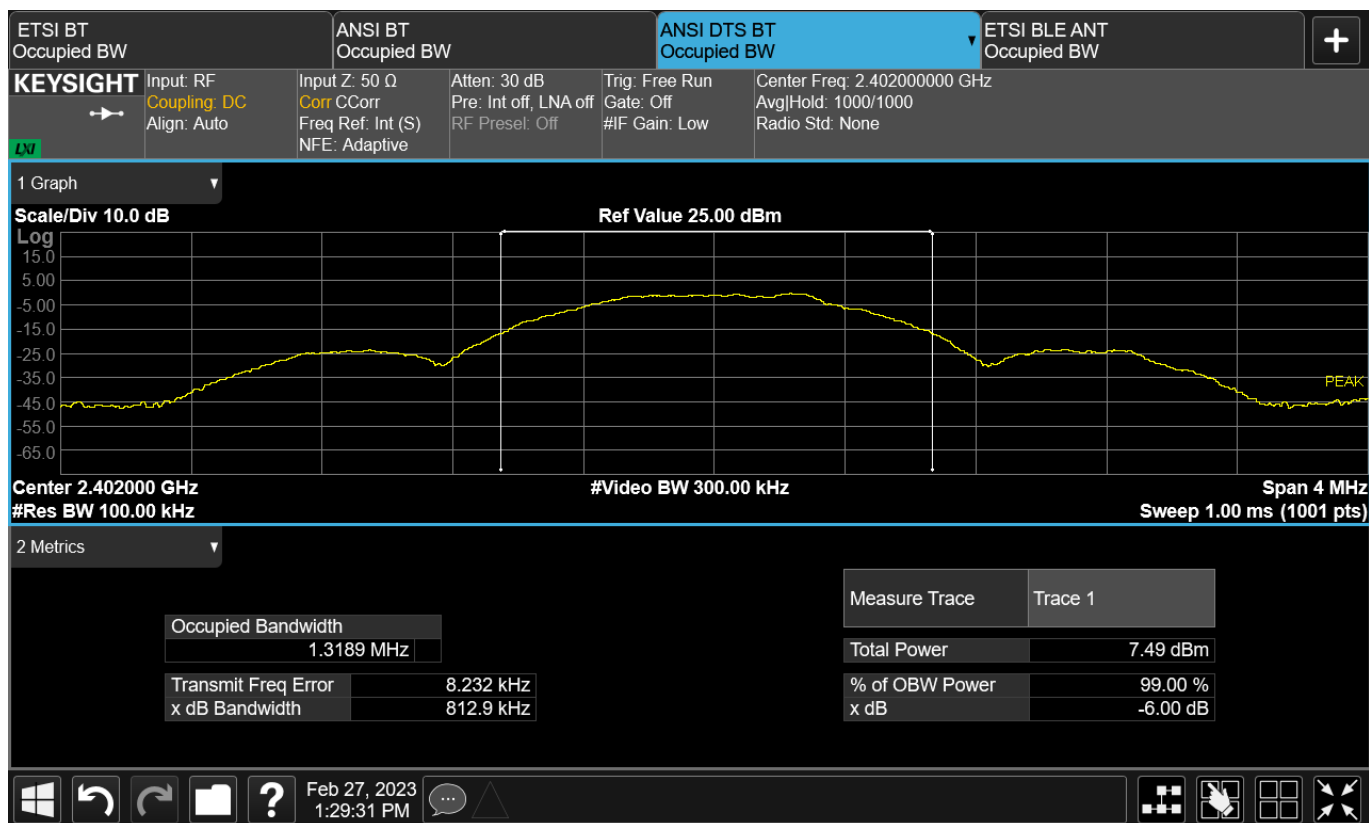 ETSI BT
Occupied BW
ANSI BT
Occupied BW
ANSI DTS BT
Occupied BW
ETSI BLE ANT
Occupied BW
KEYSIGHT
LXI
Input: RF
Coupling: DC
Align: Auto
Input Z: 50 Ω
Corr CCorr
Freq Ref: Int (S)
NFE: Adaptive
Atten: 30 dB
Pre: Int off, LNA off
RF Presel: Off
Trig: Free Run
Gate: Off
#IF Gain: Low
Center Freq: 2.402000000 GHz
Avg|Hold: 1000/1000
Radio Std: None
1 Graph
Scale/Div 10.0 dB
Ref Value 25.00 dBm
Log
15.0
5.00
-5.00
-15.0
-25.0
-35.0
-45.0
-55.0
-65.0
PEAK
Center 2.402000 GHz
#Video BW 300.00 kHz
Span 4 MHz
#Res BW 100.00 kHz
Sweep 1.00 ms (1001 pts)
2 Metrics
Occupied Bandwidth
1.3189 MHz
Transmit Freq Error 8.232 kHz
x dB Bandwidth 812.9 kHz
Measure Trace Trace 1
Total Power 7.49 dBm
% of OBW Power 99.00 %
x dB -6.00 dB
Feb 27, 2023
1:29:31 PM